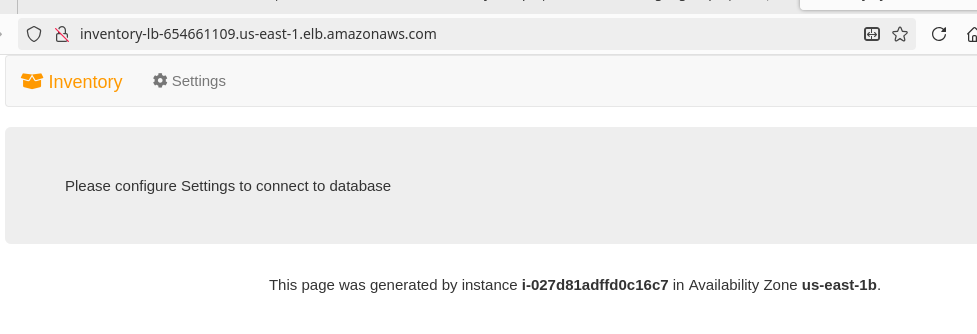 inventory-lb-654661109.us-east-1.elb.amazonaws.com
Inventory Settings
Please configure Settings to connect to database
This page was generated by instance i-027d81adffd0c16c7 in Availability Zone us-east-1b.